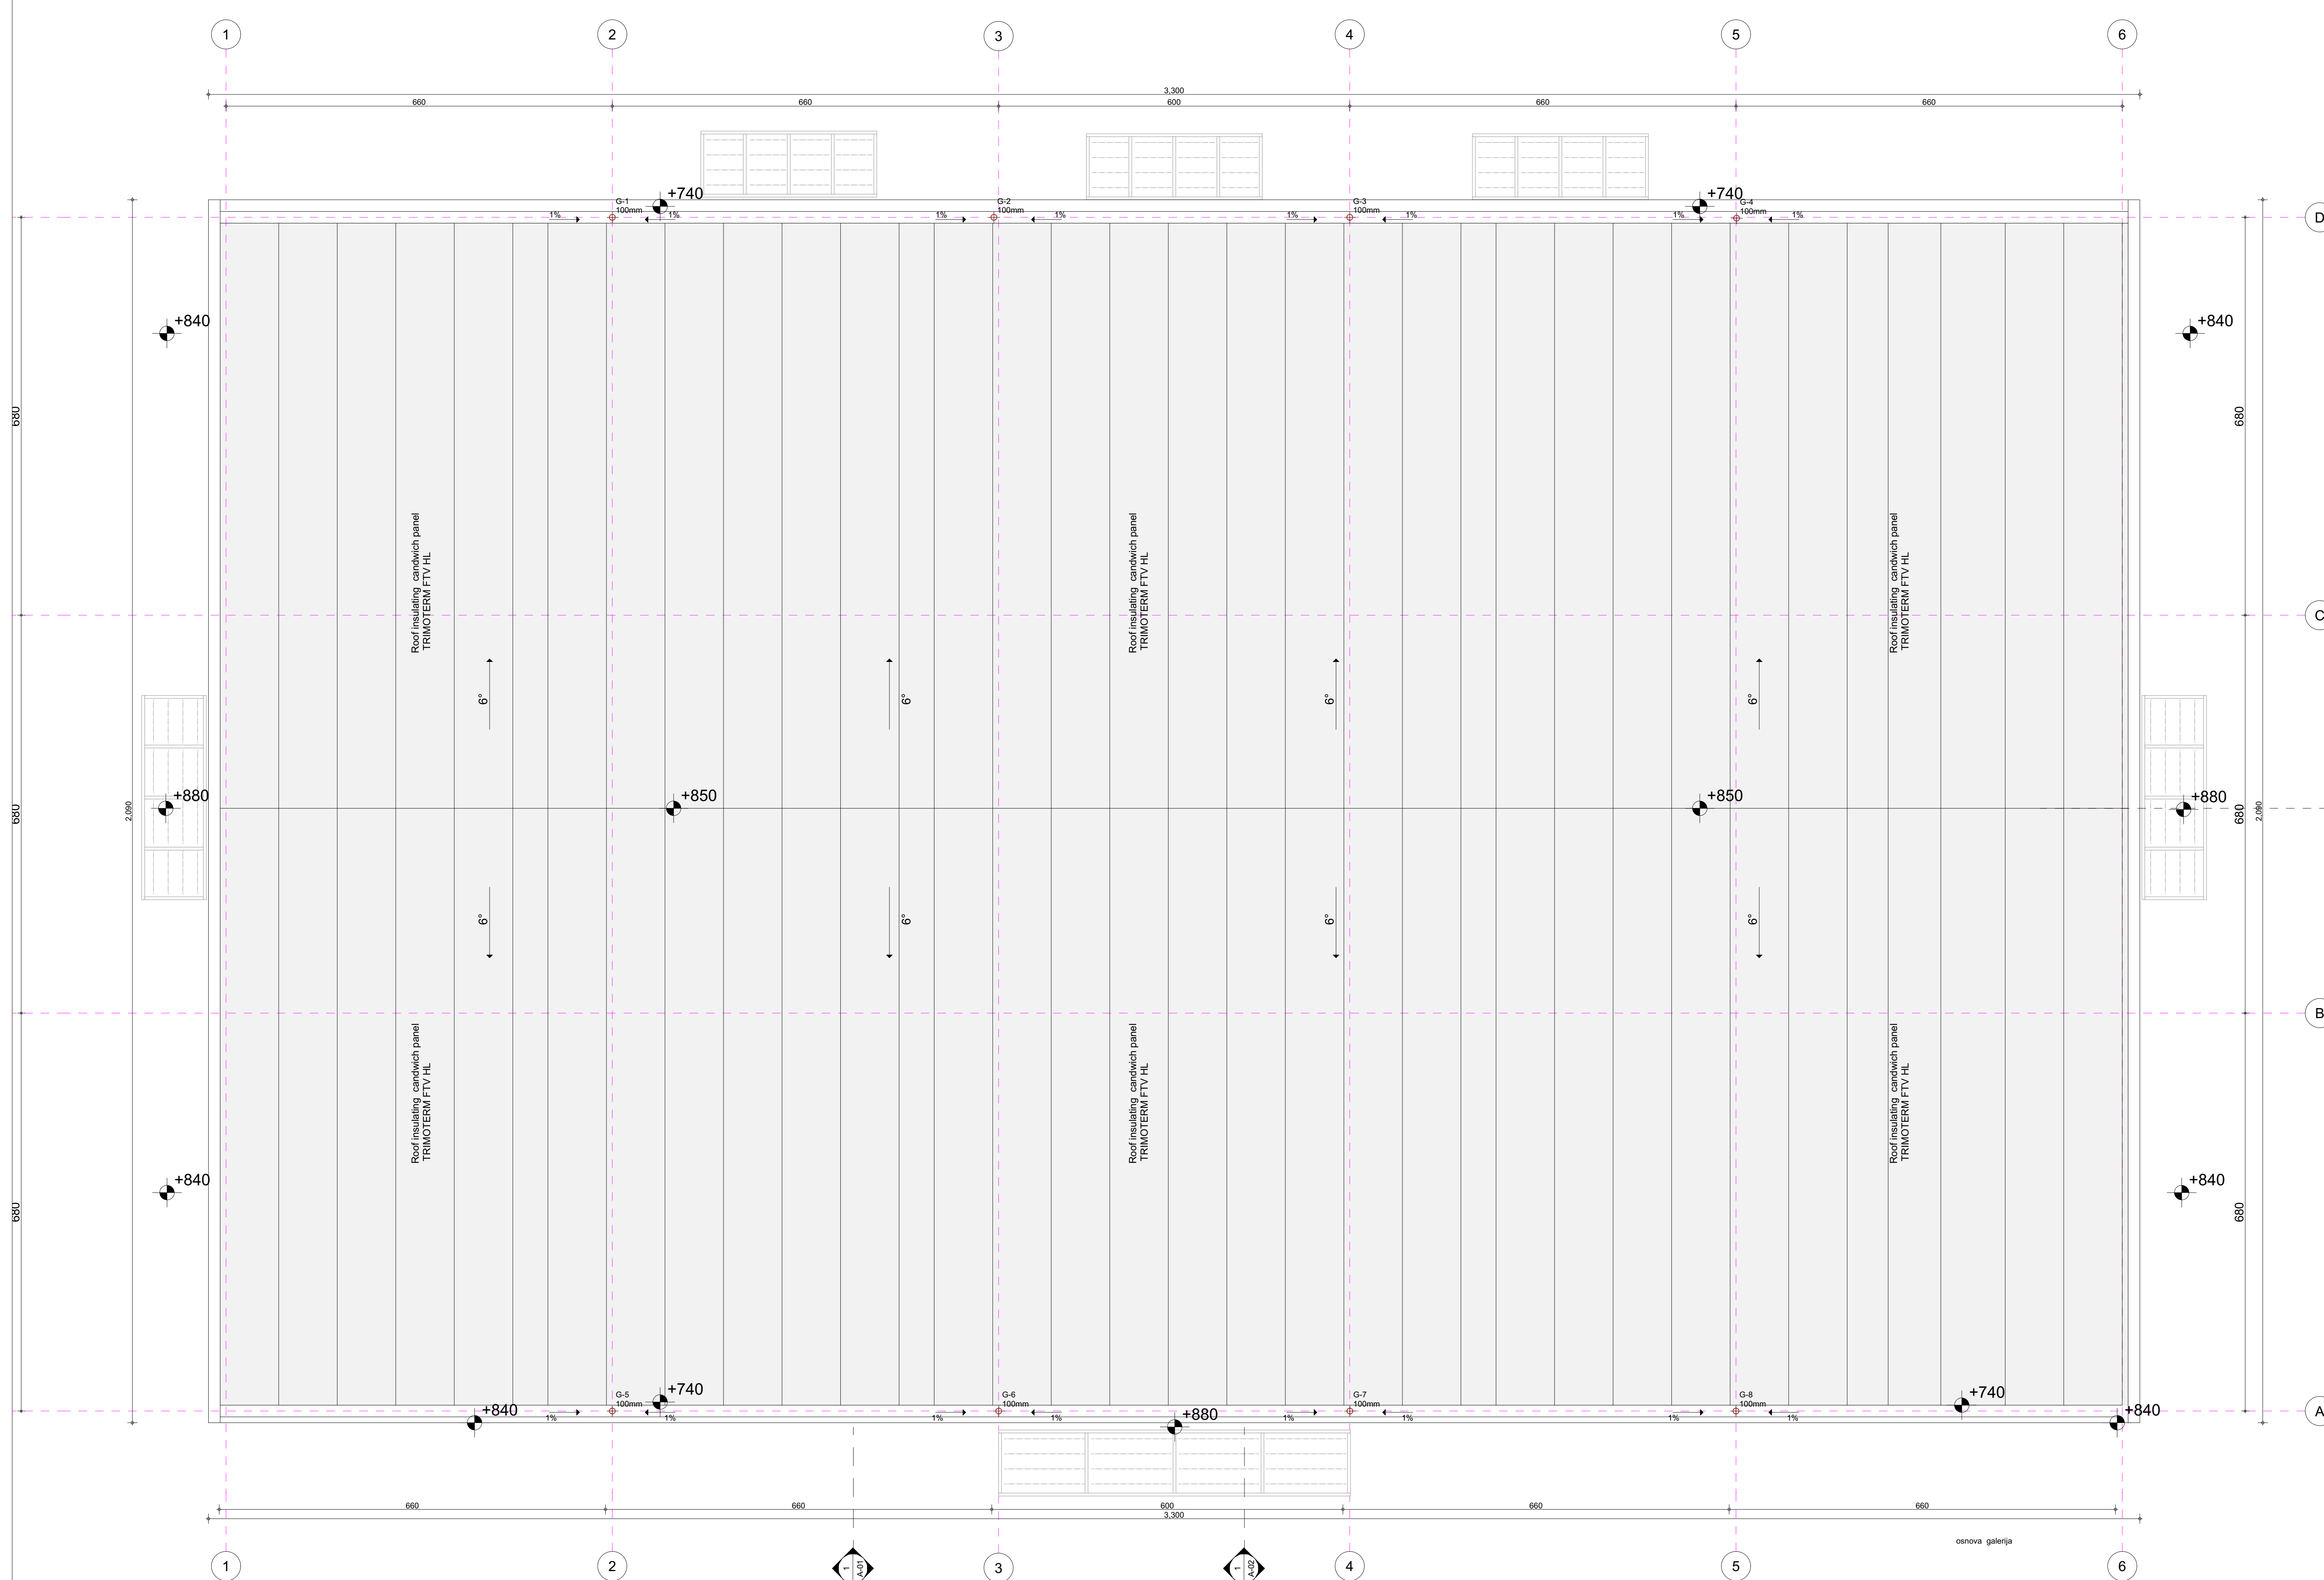 1 2 3 4 5 6
3,300
660 660 600 660 660
+740 +740
G-1 G-2 G-3 G-4
100mm 100mm 100mm 100mm
1% 1% 1% 1% 1% 1% 1% 1%
D
+840 +840
680 680
Roof insulating candwich panel
TRIMOTERM FTV HL
Roof insulating candwich panel
TRIMOTERM FTV HL
Roof insulating candwich panel
TRIMOTERM FTV HL
C
6° 6° 6° 6°
+880 +850 +850 +880
680 2,090 680 2,090
6° 6° 6° 6°
B
Roof insulating candwich panel
TRIMOTERM FTV HL
Roof insulating candwich panel
TRIMOTERM FTV HL
Roof insulating candwich panel
TRIMOTERM FTV HL
+840 +840
680 680
G-5 +740 G-6 G-7 G-8 +740
100mm 100mm 100mm 100mm
+840 +880 +840
1% 1% 1% 1% 1% 1% 1% 1%
A
660 660 600 660 660
3,300
osnova galerija
1 2 3 4 5 6
1
A-01
1
A-02